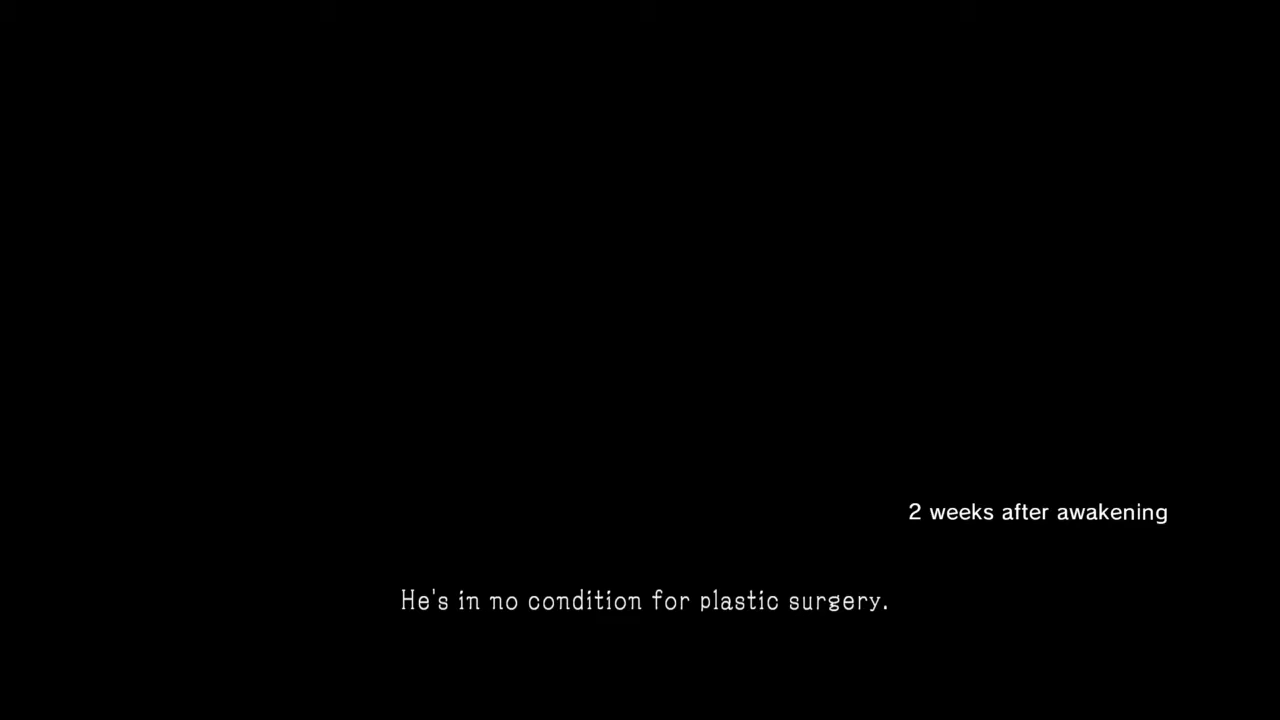 2 weeks after awakening
He's in no condition for plastic surgery.